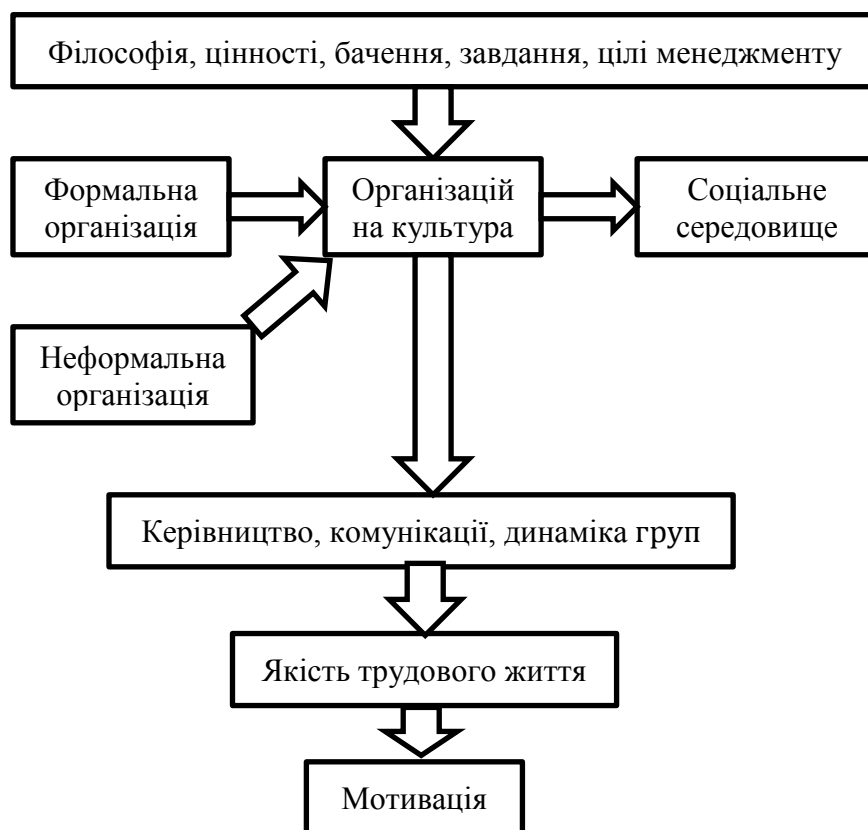 Філософія, цінності, бачення, завдання, цілі менеджменту
Формальна
організація
Організацій
на культура
Соціальне
середовище
Неформальна
організація
Керівництво, комунікації, динаміка груп
Якість трудового життя
Мотивація